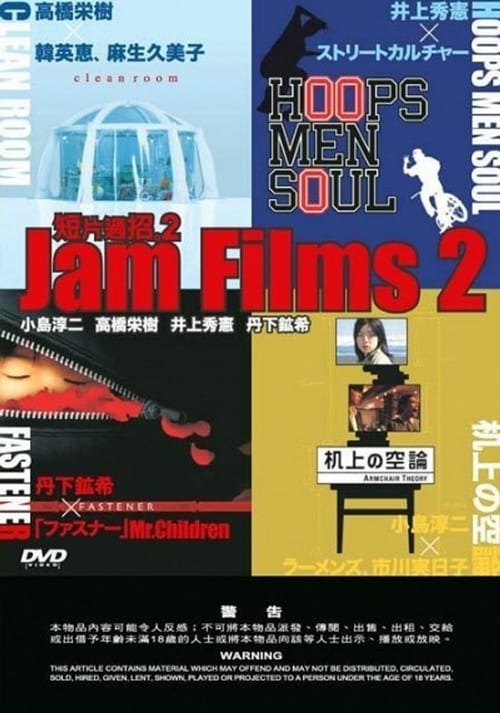 CLEAN ROOM
高橋栄樹
×
韓英恵、麻生久美子
cleanroom
井上秀憲
×
ストリートカルチャー
HOOPS
MEN
SOUL
HOOPS MEN SOUL
短片過招.2
Jam Films 2
小島淳二 高橋栄樹 井上秀憲 丹下鉱希
FASTENER
丹下鉱希
×FASTENER
「ファスナー」Mr.Children
DVD
VIDEO
机上の空論
ARMCHAIR THEORY
机上の空論
小島淳二
×
ラーメンズ、市川実日子
警告
本物品內容可能令人反感；不可將本物品派發、傳閱、出售、出租、交給
或出借予年齡未滿18歲的人士或將本物品向該等人士出示、播放或放映。
WARNING
THIS ARTICLE CONTAINS MATERIAL WHICH MAY OFFEND AND MAY NOT BE DISTRIBUTED, CIRCULATED,
SOLD, HIRED, GIVEN, LENT, SHOWN, PLAYED OR PROJECTED TO A PERSON UNDER THE AGE OF 18 YEARS.